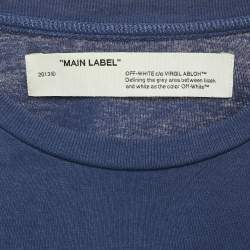 "MAIN LABEL"
OFF-WHITE c/o VIRGIL ABLOH™
Defining the grey area between black
and white as the color Off-White™